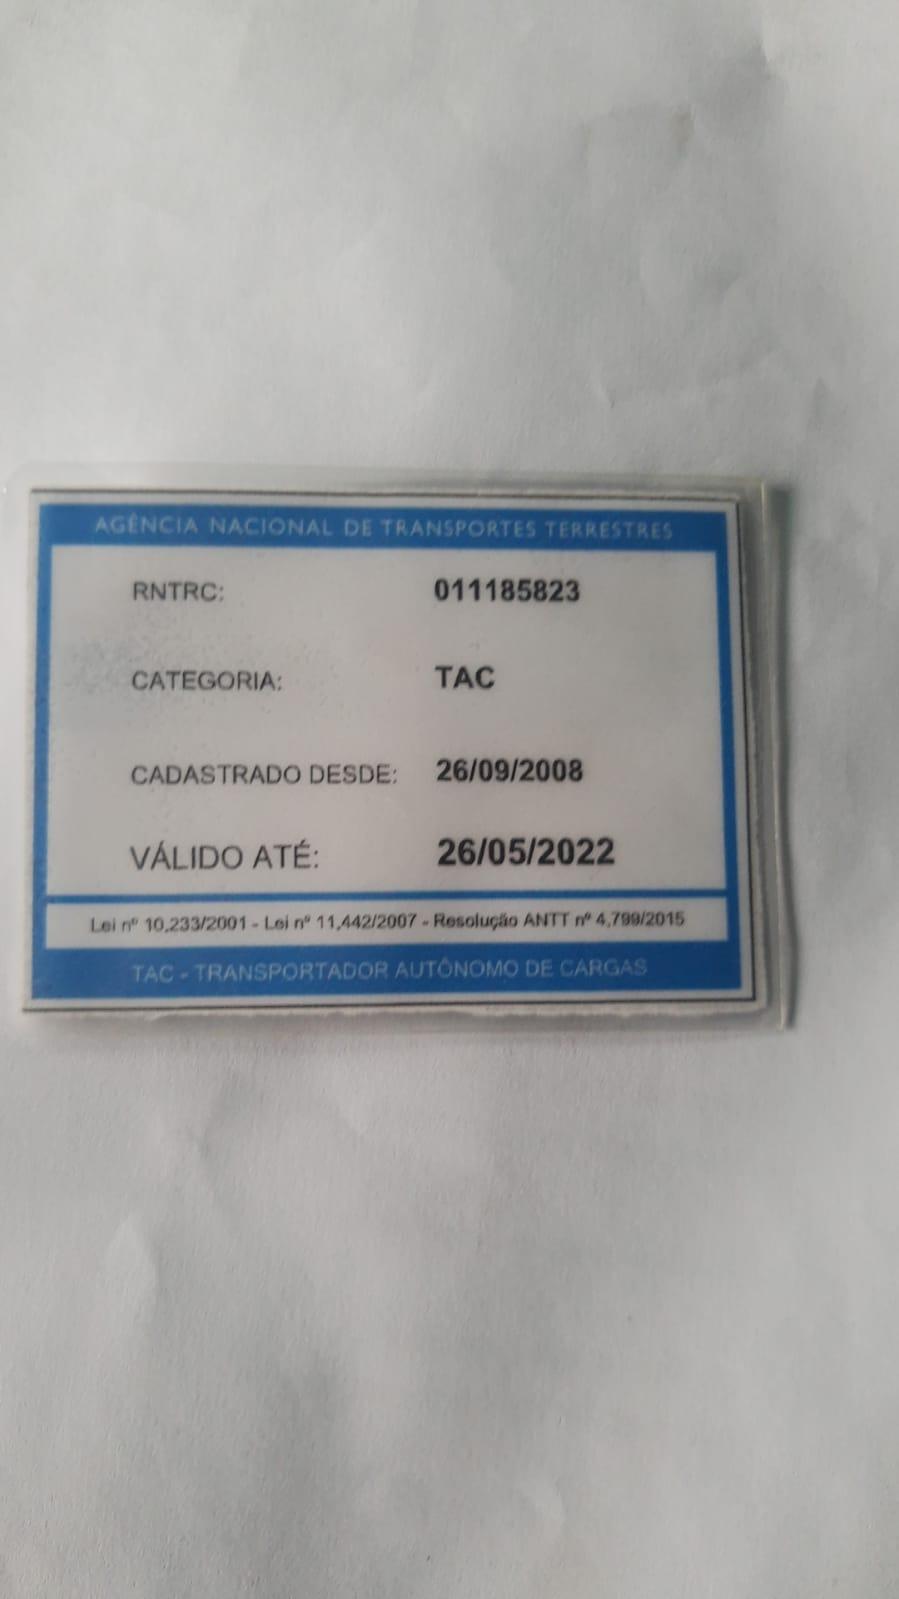 AGÊNCIA NACIONAL DE TRANSPORTES TERRESTRES
RNTRC: 011185823
CATEGORIA: TAC
CADASTRADO DESDE: 26/09/2008
VÁLIDO ATÉ: 26/05/2022
Lei nº 10.233/2001 - Lei nº 11.442/2007 - Resolução ANTT nº 4.799/2015
TAC - TRANSPORTADOR AUTÔNOMO DE CARGAS